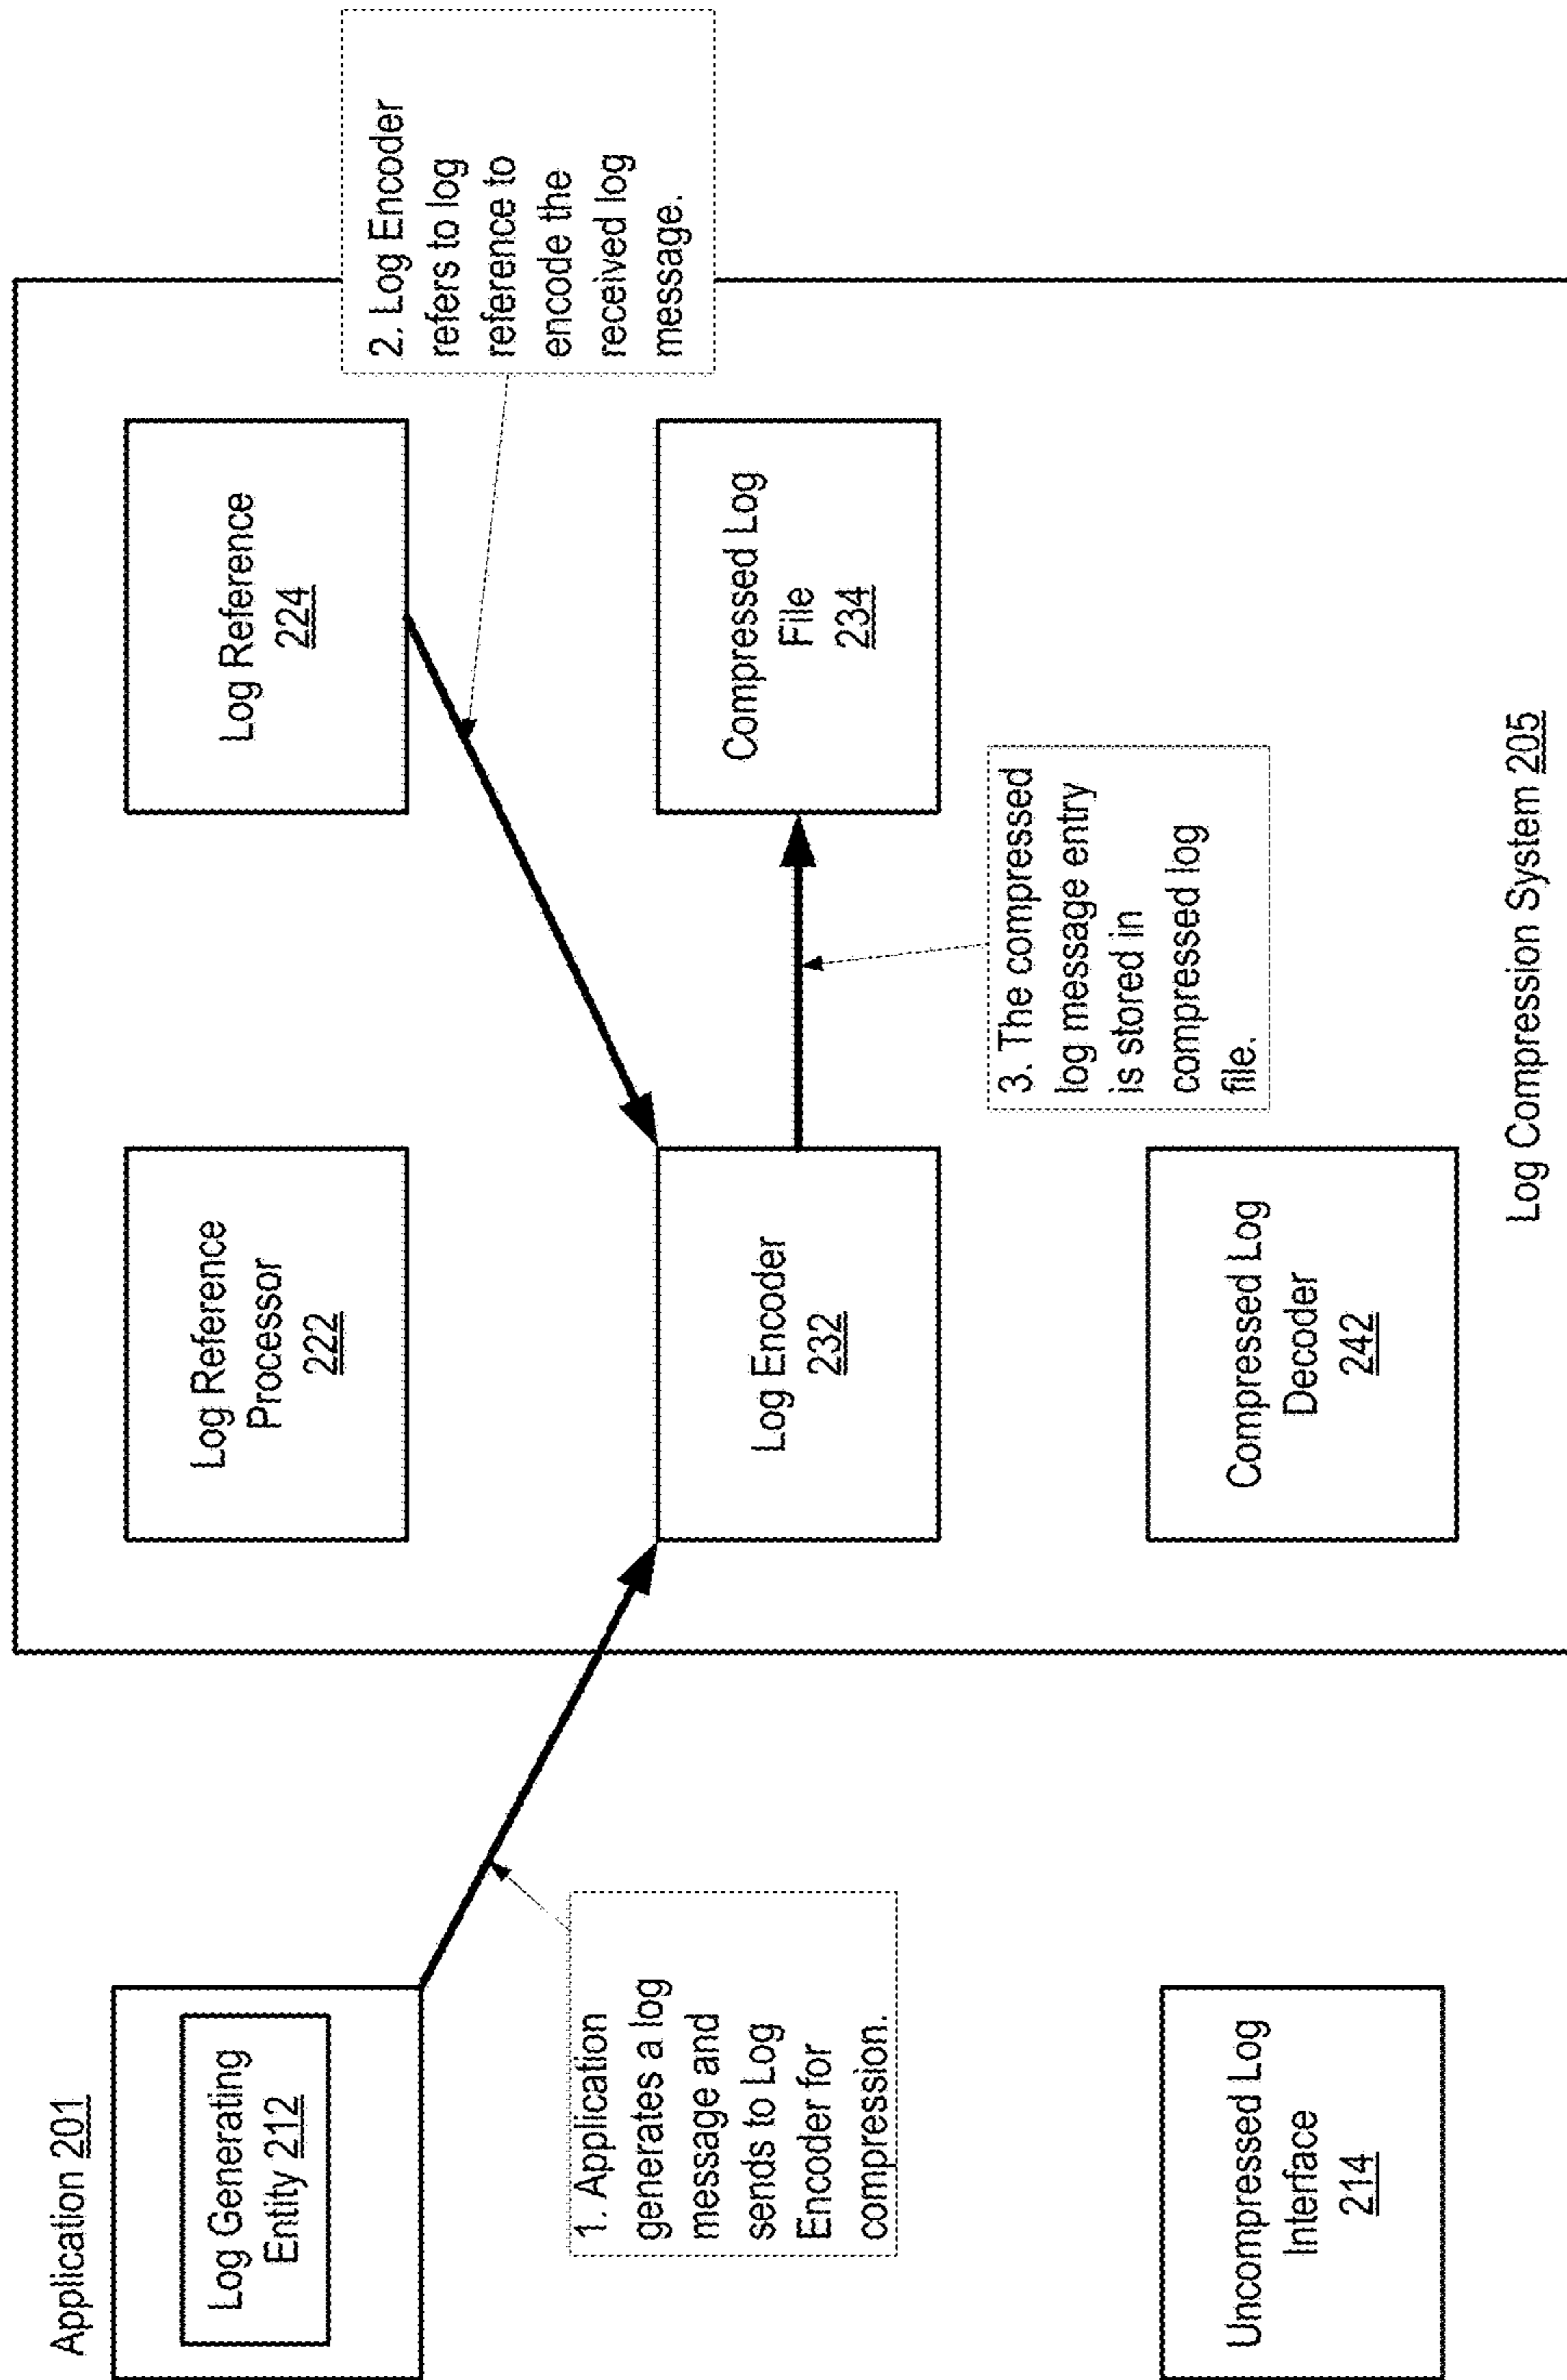 Application 201
Log Generating
Entity 212
1. Application
generates a log
message and
sends to Log
Encoder for
compression.
Uncompressed Log
Interface
214
Log Reference
Processor
222
Log Reference
224
2. Log Encoder
refers to log
reference to
encode the
received log
message.
Log Encoder
232
Compressed Log
File
234
3. The compressed
log message entry
is stored in
compressed log
file.
Compressed Log
Decoder
242
Log Compression System 205